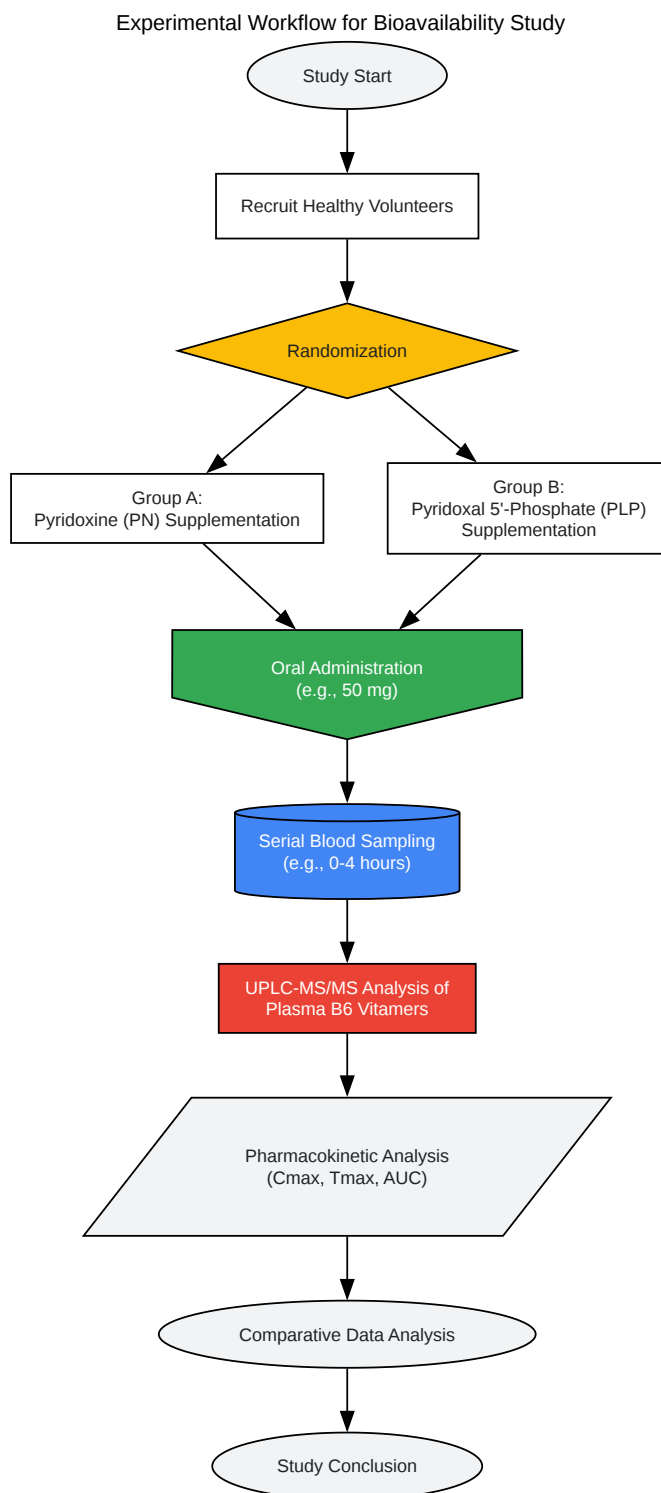 Experimental Workflow for Bioavailability Study
Study Start
Recruit Healthy Volunteers
Randomization
Group A:
Pyridoxine (PN) Supplementation
Group B:
Pyridoxal 5'-Phosphate (PLP)
Supplementation
Oral Administration
(e.g., 50 mg)
Serial Blood Sampling
(e.g., 0-4 hours)
UPLC-MS/MS Analysis of
Plasma B6 Vitamers
Pharmacokinetic Analysis
(Cmax, Tmax, AUC)
Comparative Data Analysis
Study Conclusion